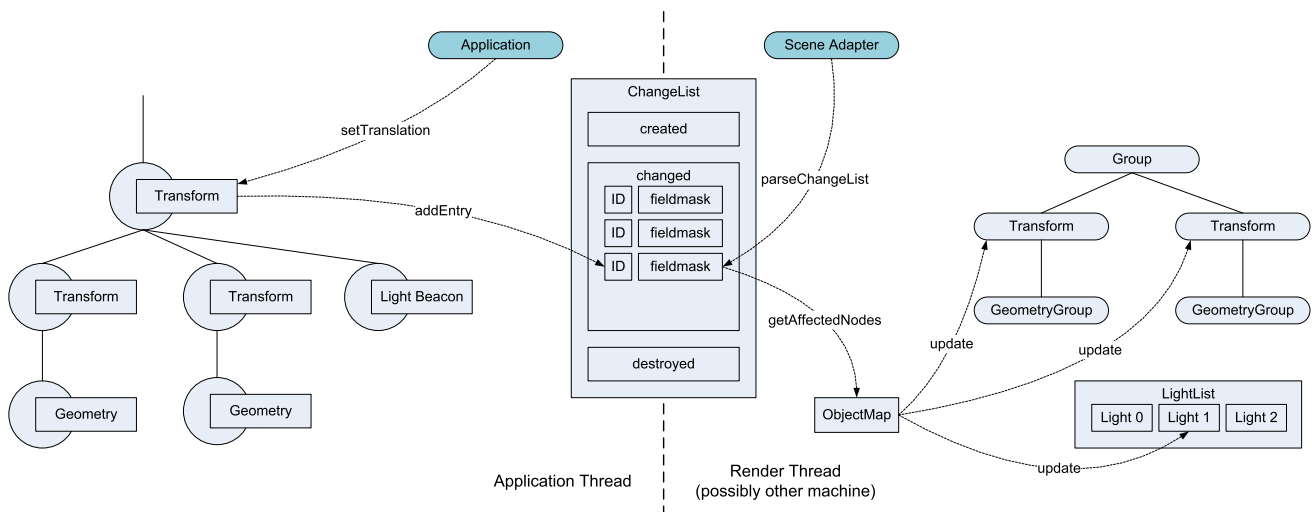 Application
Scene Adapter
ChangeList
created
setTranslation
changed
Transform
ID
fieldmask
parseChangeList
addEntry
ID
fieldmask
ID
fieldmask
Group
Transform
Transform
Transform
Transform
Light Beacon
getAffectedNodes
GeometryGroup
GeometryGroup
update
update
destroyed
LightList
Light 0
Light 1
Light 2
Geometry
Geometry
ObjectMap
update
Application Thread
Render Thread
(possibly other machine)